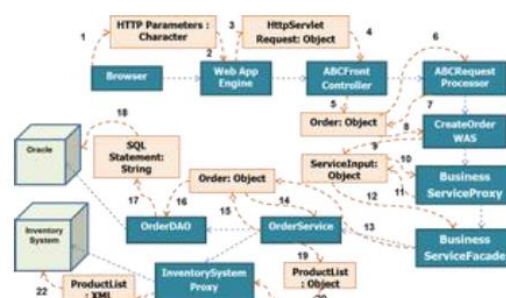 HTTP Parameters :
Character
3
HttpServlet
Request: Object
4
6
1
2
Browser
Web App
Engine
ABCFront
Controller
ABCRequest
Processor
5
7
18
Order: Object
8
CreateOrder
WAS
9
SQL
Statement:
String
Oracle
Order: Object
ServiceInput:
Object
10
11
12
Business
ServiceProxy
17
16
15
14
13
Inventory
System
OrderDAO
OrderService
Business
ServiceFacade
19
22
ProductList
: XML
InventorySystem
Proxy
ProductList
: Object
20